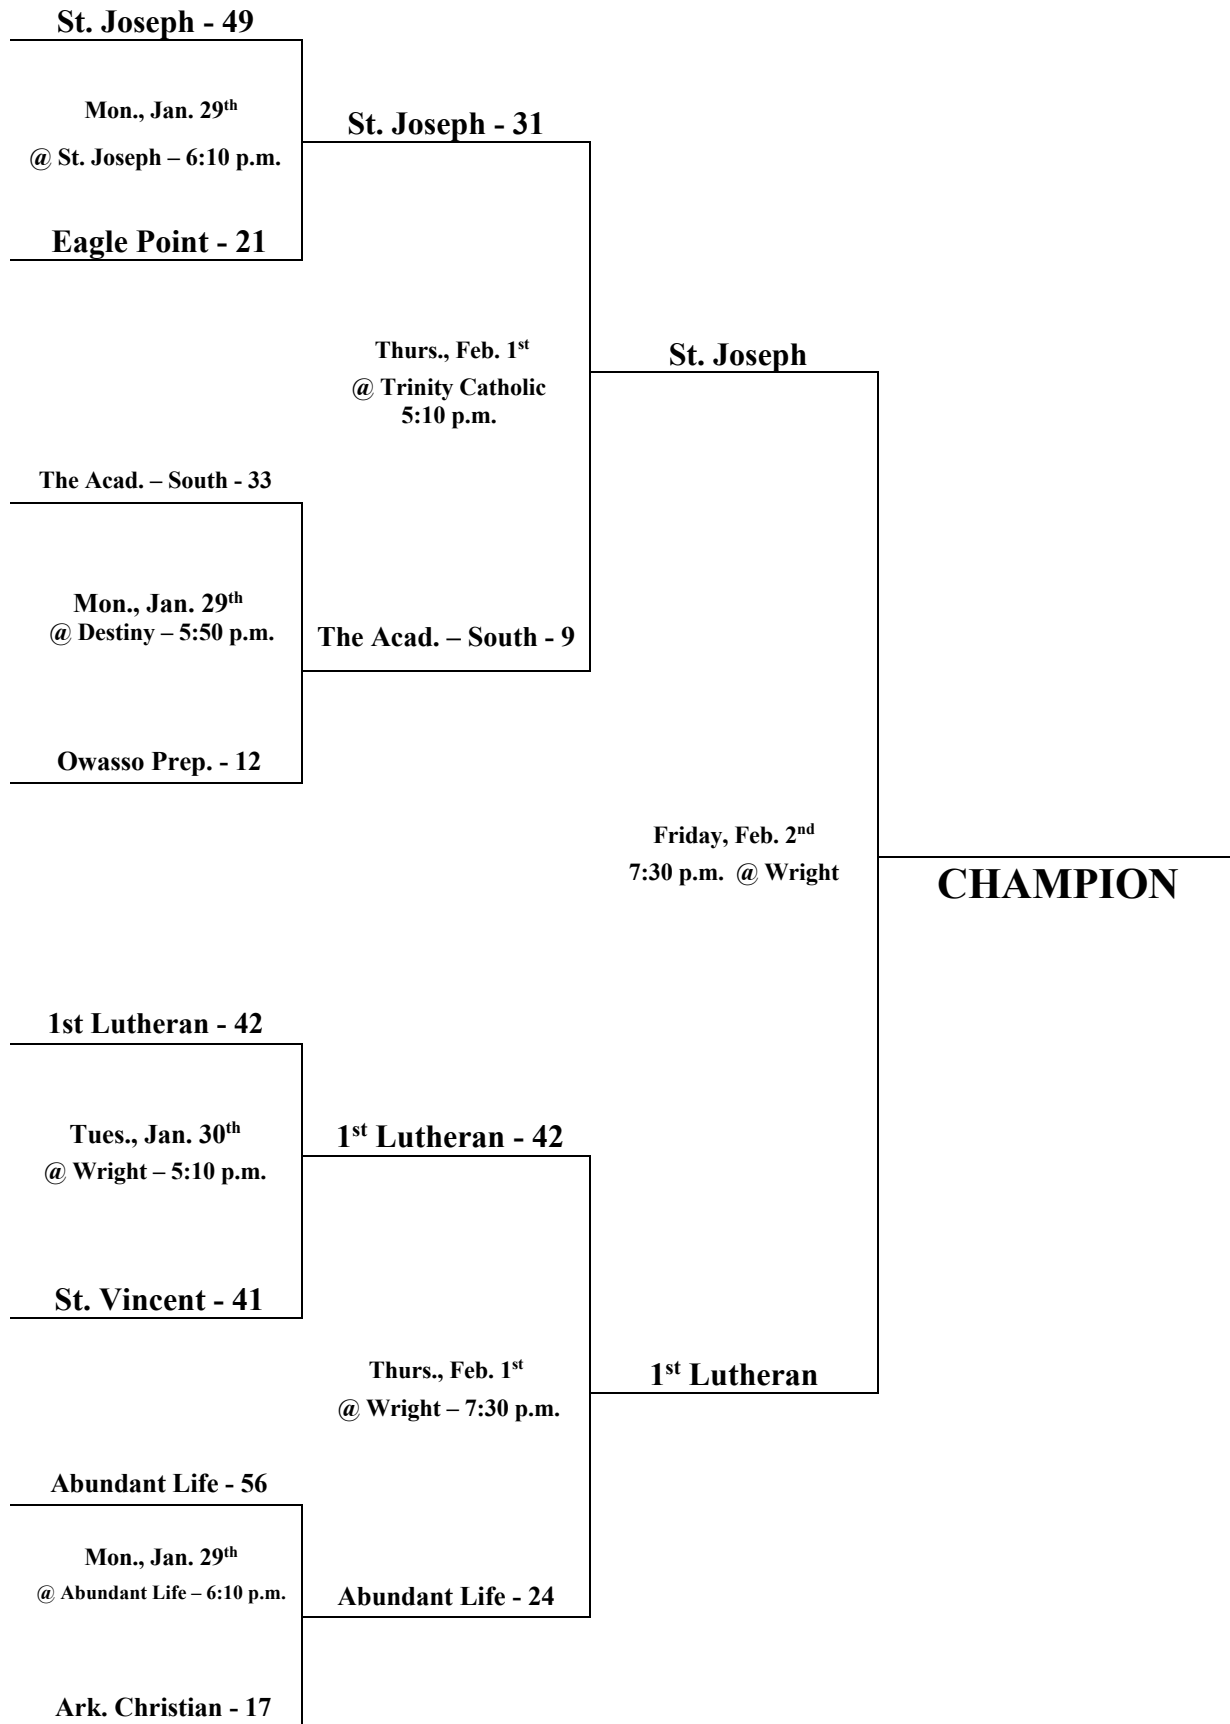 St. Joseph - 49
Mon., Jan. 29th
@ St. Joseph – 6:10 p.m.
Eagle Point - 21
St. Joseph - 31
Thurs., Feb. 1st
@ Trinity Catholic
5:10 p.m.
St. Joseph
The Acad. – South - 33
Mon., Jan. 29th
@ Destiny – 5:50 p.m.
The Acad. – South - 9
Owasso Prep. - 12
Friday, Feb. 2nd
7:30 p.m. @ Wright
CHAMPION
1st Lutheran - 42
Tues., Jan. 30th
@ Wright – 5:10 p.m.
1st Lutheran - 42
St. Vincent - 41
Thurs., Feb. 1st
@ Wright – 7:30 p.m.
1st Lutheran
Abundant Life - 56
Mon., Jan. 29th
@ Abundant Life – 6:10 p.m.
Abundant Life - 24
Ark. Christian - 17